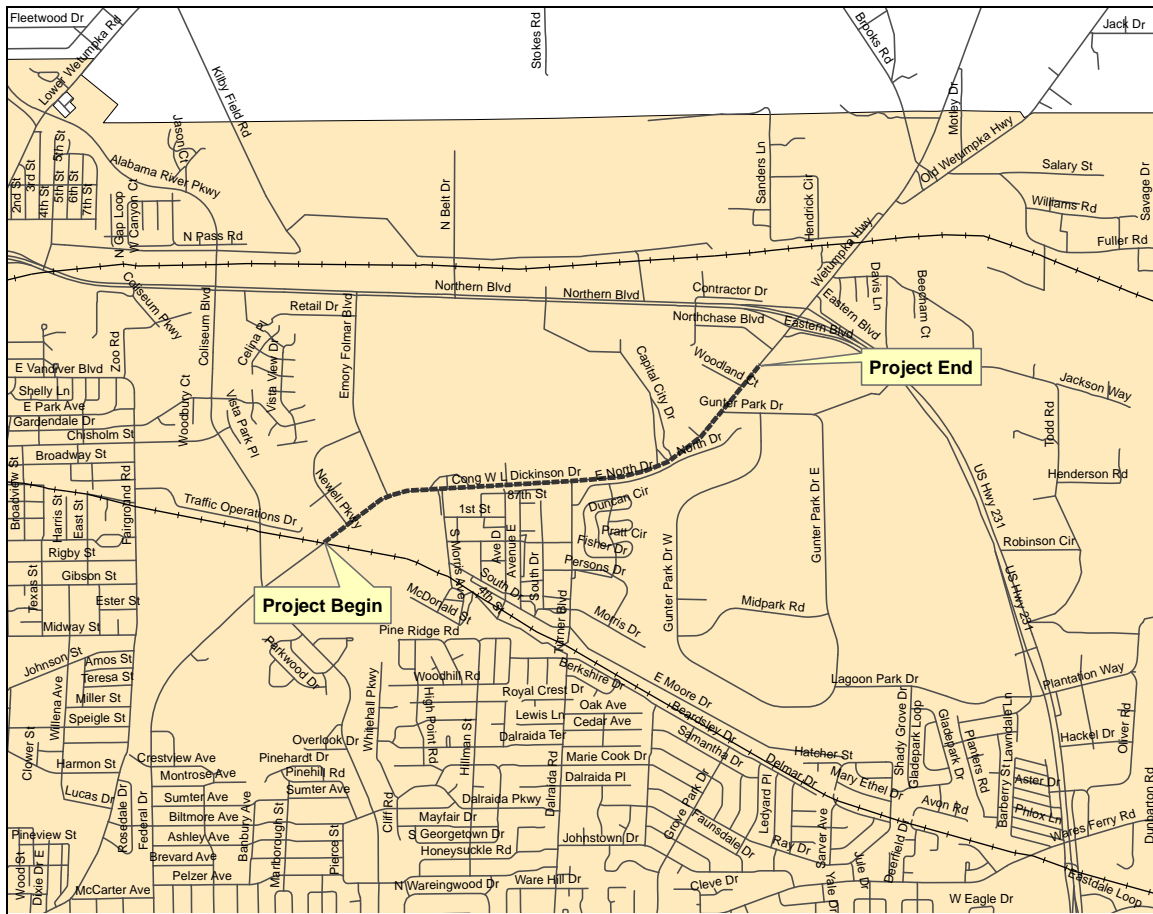 Fleetwood Dr
Lower Wetumpka Rd
Kilby Field Rd
Stokes Rd
Brooks Rd
Jack Dr
Motley Dr
Old Wetumpka Hwy
2nd St
3rd St
4th St
5th St
5th St
6th St
7th St
Jason Ct
Alabama River Pkwy
N Gap Loop
W Canyon Ct
N Pass Rd
N Belt Dr
Sanders Ln
Hendrick Cir
Salary St
Williams Rd
Savage Dr
Fuller Rd
Wetumpka Hwy
Coliseum Pkwy
Coliseum Blvd
Retail Dr
Emory Folmar Blvd
Northern Blvd
Northern Blvd
Contractor Dr
Northchase Blvd
Eastern Blvd
Eastern Blvd
Davis Ln
Beecham Ct
Zoo Rd
Celina Pl
Vista View Dr
Woodland Ct
Project End
Capital City Dr
Jackson Way
E Vandiver Blvd
Shelly Ln
E Park Ave
Gardendale Dr
Chisholm St
Broadway St
Woodbury Ct
Vista Park Pl
Gunter Park Dr
Todd Rd
North Dr
E North Dr
Cong W L Dickinson Dr
87th St
Henderson Rd
US Hwy 231
Broadview St
Harris St
East St
Fairground Rd
Traffic Operations Dr
Newell Pkwy
1st St
S Morris Ave
Ave D
Avenue E
South Dr
Duncan Cir
Pratt Cir
Fisher Dr
Persons Dr
Gunter Park Dr W
Gunter Park Dr E
Robinson Cir
US Hwy 231
Rigby St
Gibson St
Texas St
Ester St
Midway St
Project Begin
South Dr
4th St
McDonald St
Turner Blvd
Morris Dr
Midpark Rd
Pine Ridge Rd
Johnson St
Amos St
Teresa St
Miller St
Speigle St
Willena Ave
Parkwood Dr
Whitehall Pkwy
Woodhill Rd
High Point Rd
Berkshire Dr
E Moore Dr
Lagoon Park Dr
Plantation Way
Royal Crest Dr
Oak Ave
Lewis Ln
Cedar Ave
Beardsley Dr
Dalraida Ter
Hillman St
Samantha Dr
Shady Grove Dr
Gladepark Loop
Gladepark Dr
Planters Rd
Lawndale Ln
Hackel Dr
Oliver Rd
Clower St
Harmon St
Crestview Ave
Overlook Dr
Pinehardt Dr
Marie Cook Dr
Hatcher St
Delmar Dr
Montrose Ave
Pinehill Rd
Dalraida Pl
Mary Ethel Dr
Aster Dr
Lucas Dr
Sumter Ave
Sumter Ave
Dalraida Pkwy
Dalraida Rd
Grove Park Dr
Ledyard Pl
Avon Rd
Barberry St
Phlox Ln
Rosedale Dr
Federal Dr
Biltmore Ave
Banbury Ave
Marlborough St
Pierce St
Cliff Rd
Mayfair Dr
Faunsdale Dr
Sarver Ave
Wares Ferry Rd
Dunbarton Rd
Pineview St
Ashley Ave
S Georgetown Dr
Johnstown Dr
Ray Dr
Jule Dr
Deerfield Dr
Wood St
Dixie Dr E
Brevard Ave
Honeysuckle Rd
Pelzer Ave
McCarter Ave
N Wareingwood Dr
Ware Hill Dr
Cleve Dr
Yale Dr
W Eagle Dr
Eastdale Loop